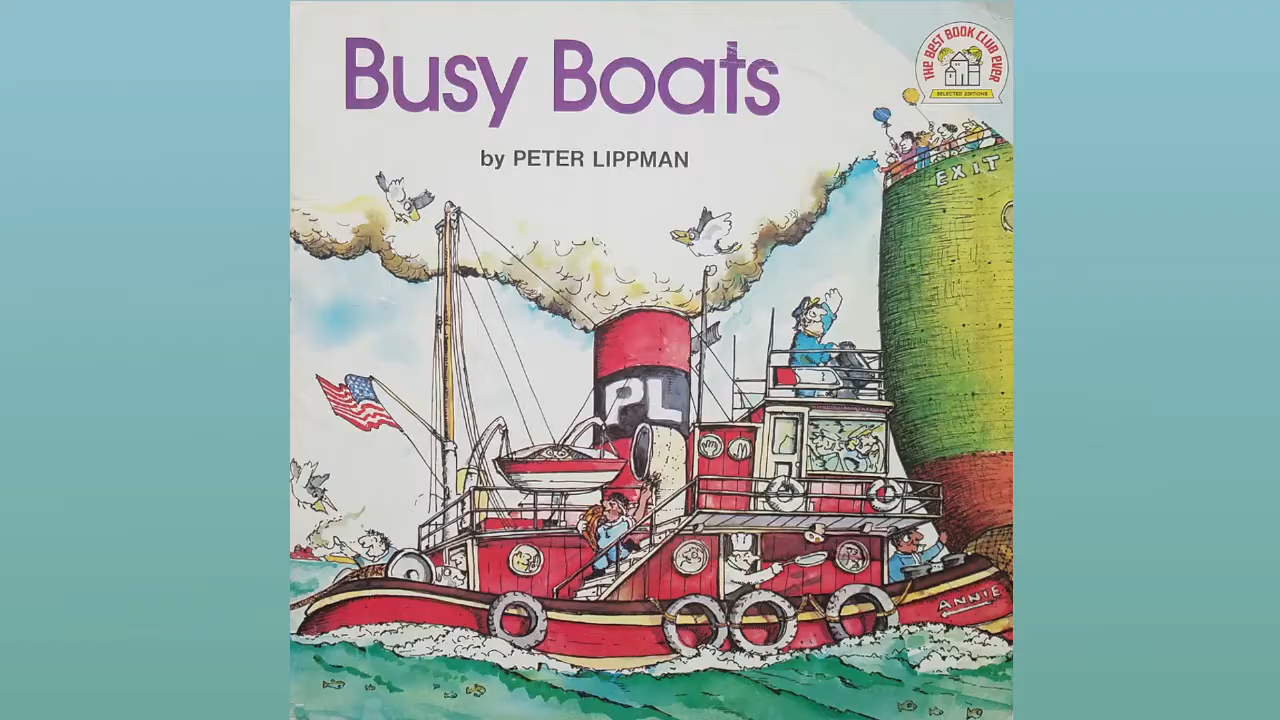 Busy Boats
by PETER LIPPMAN
THE BEST BOOK CLUB EVER
SELECTED EDITIONS
EXIT
PL
ANNIE